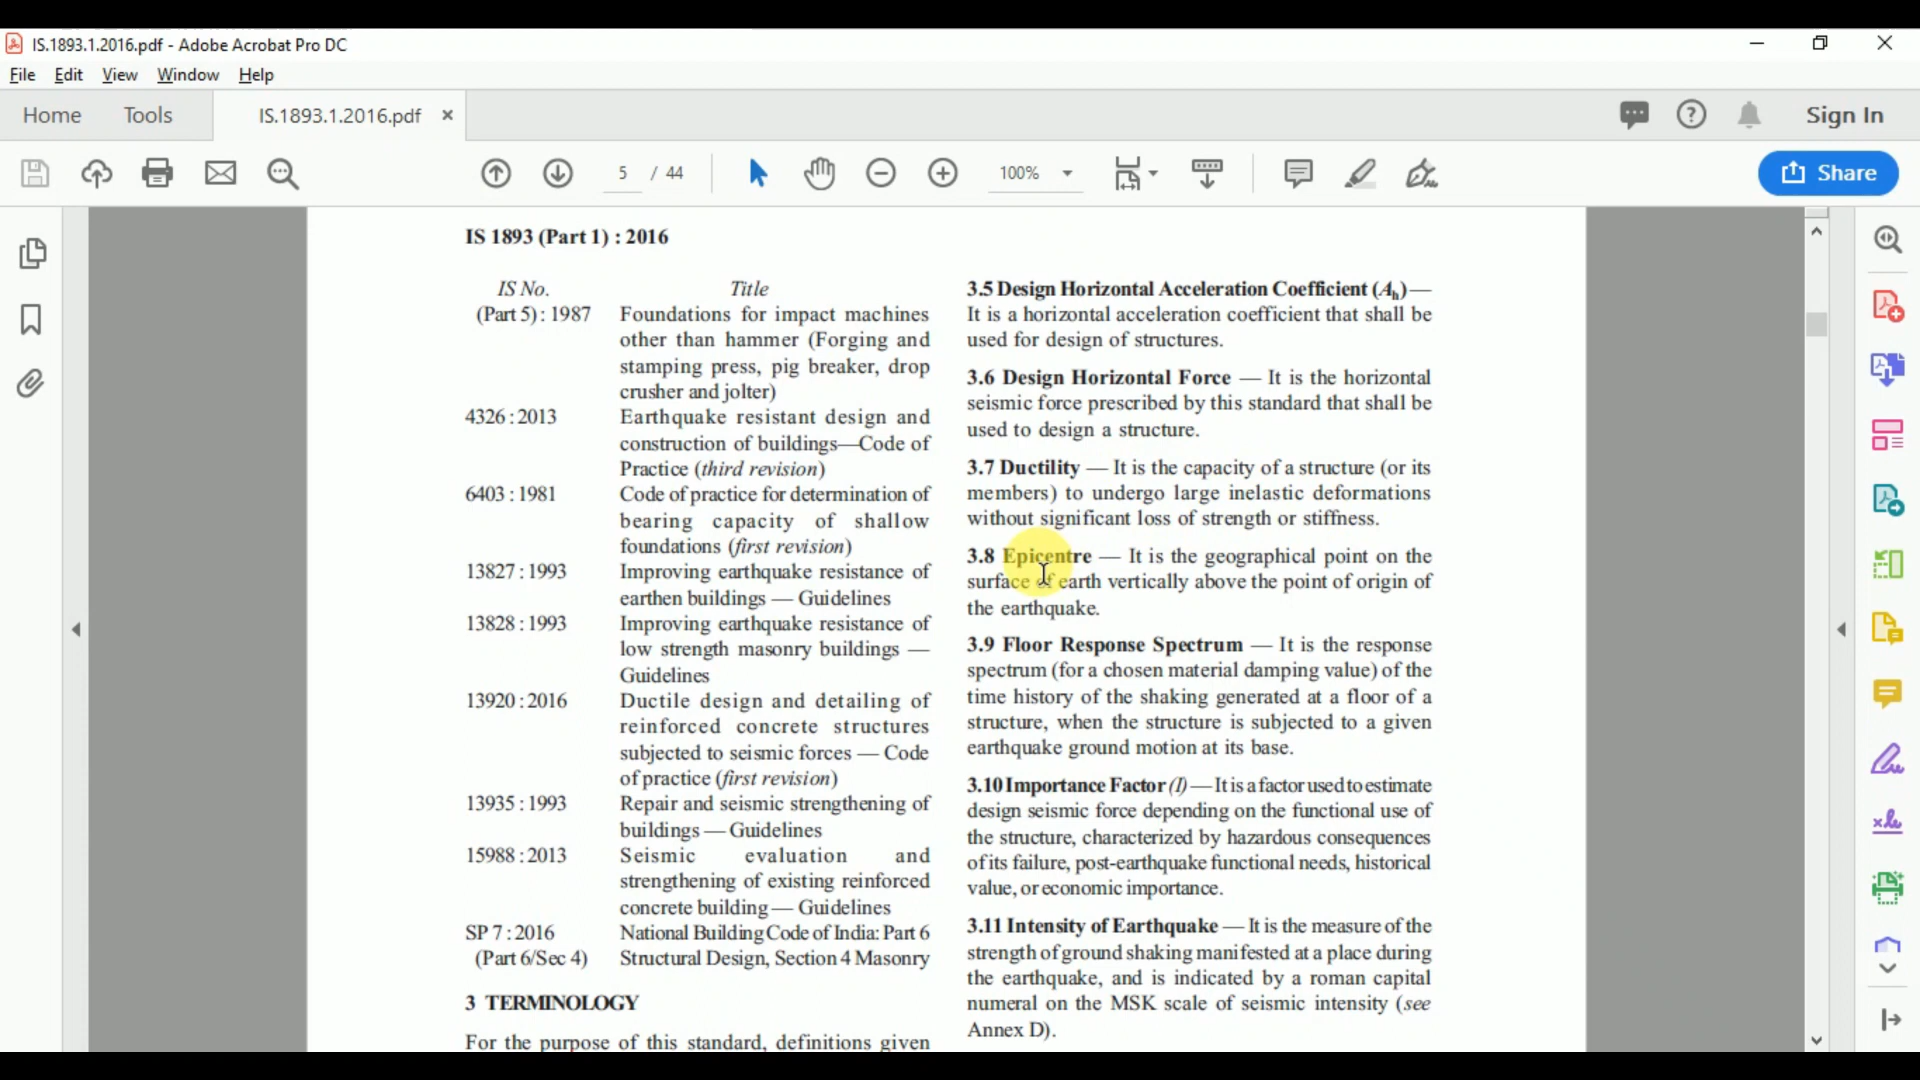 IS.1893.1.2016.pdf - Adobe Acrobat Pro DC
File Edit View Window Help
Home Tools IS.1893.1.2016.pdf × Sign In
5 / 44 100% Share
IS 1893 (Part 1) : 2016
IS No. Title
(Part 5) : 1987 Foundations for impact machines
other than hammer (Forging and
stamping press, pig breaker, drop
crusher and jolter)
4326 : 2013 Earthquake resistant design and
construction of buildings—Code of
Practice (third revision)
6403 : 1981 Code of practice for determination of
bearing capacity of shallow
foundations (first revision)
13827 : 1993 Improving earthquake resistance of
earthen buildings — Guidelines
13828 : 1993 Improving earthquake resistance of
low strength masonry buildings —
Guidelines
13920 : 2016 Ductile design and detailing of
reinforced concrete structures
subjected to seismic forces — Code
of practice (first revision)
13935 : 1993 Repair and seismic strengthening of
buildings — Guidelines
15988 : 2013 Seismic evaluation and
strengthening of existing reinforced
concrete building — Guidelines
SP 7 : 2016 National Building Code of India: Part 6
(Part 6/Sec 4) Structural Design, Section 4 Masonry
3 TERMINOLOGY
For the purpose of this standard, definitions given
3.5 Design Horizontal Acceleration Coefficient (Ah) —
It is a horizontal acceleration coefficient that shall be
used for design of structures.
3.6 Design Horizontal Force — It is the horizontal
seismic force prescribed by this standard that shall be
used to design a structure.
3.7 Ductility — It is the capacity of a structure (or its
members) to undergo large inelastic deformations
without significant loss of strength or stiffness.
3.8 Epicentre — It is the geographical point on the
surface of earth vertically above the point of origin of
the earthquake.
3.9 Floor Response Spectrum — It is the response
spectrum (for a chosen material damping value) of the
time history of the shaking generated at a floor of a
structure, when the structure is subjected to a given
earthquake ground motion at its base.
3.10 Importance Factor (I) — It is a factor used to estimate
design seismic force depending on the functional use of
the structure, characterized by hazardous consequences
of its failure, post-earthquake functional needs, historical
value, or economic importance.
3.11 Intensity of Earthquake — It is the measure of the
strength of ground shaking manifested at a place during
the earthquake, and is indicated by a roman capital
numeral on the MSK scale of seismic intensity (see
Annex D).